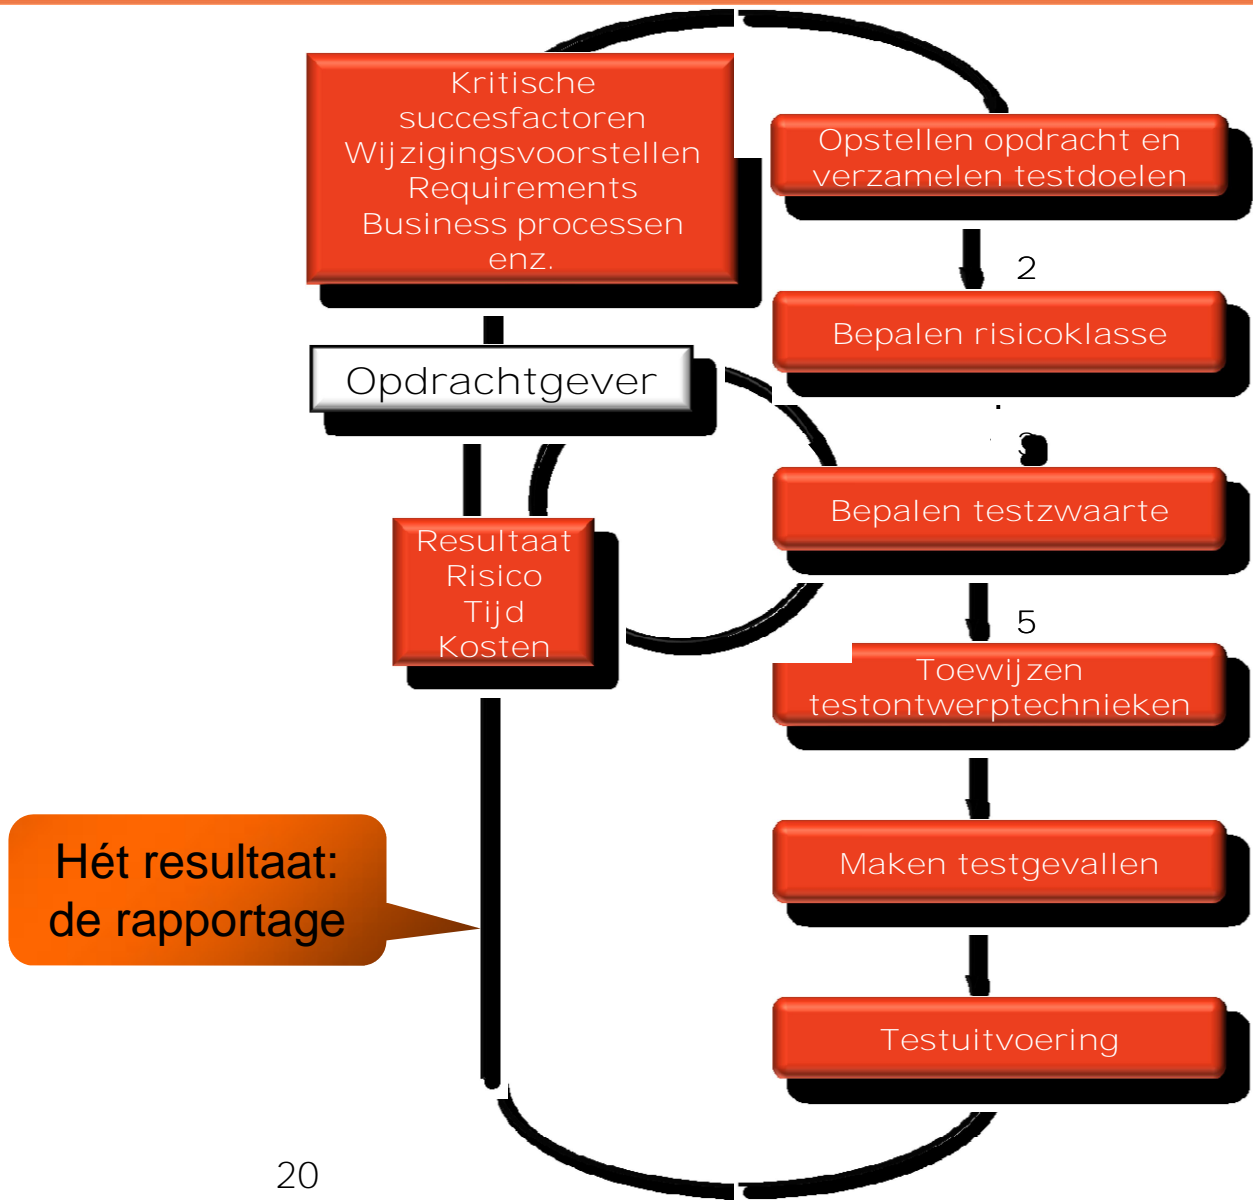 Kritische
succesfactoren
Wijzigingsvoorstellen
Requirements
Business processen
enz.
Opdrachtgever
Resultaat
Risico
Tijd
Kosten
Hét resultaat:
de rapportage
Opstellen opdracht en
verzamelen testdoelen
2
Bepalen risicoklasse
Bepalen testzwaarte
5
Toewijzen
testontwerptechnieken
Maken testgevallen
Testuitvoering
20